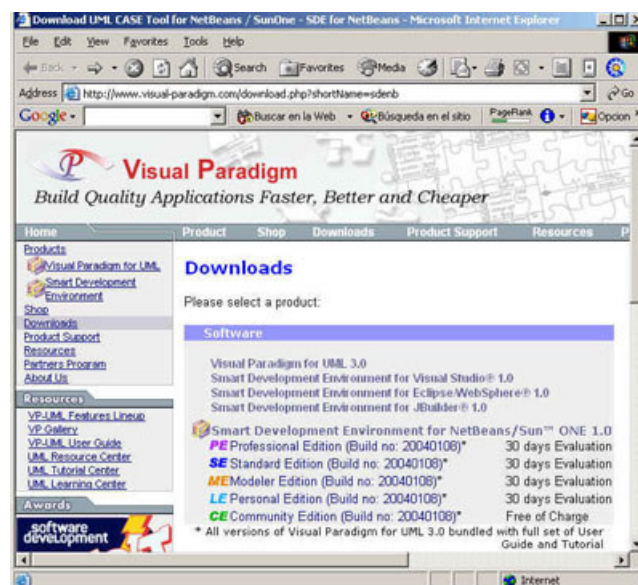 Download UML CASE Tool for NetBeans / SunOne - SDE for NetBeans - Microsoft Internet Explorer
File Edit View Favorites Tools Help
Back Search Favorites Media
Address http://www.visual-paradigm.com/download.php?shortName=sdenb Go
Google Buscar en la Web Búsqueda en el sitio PageRank Opcion
Visual Paradigm
Build Quality Applications Faster, Better and Cheaper
Home Product Shop Downloads Product Support Resources P
Products
Visual Paradigm for UML
Smart Development
Environment
Shop
Downloads
Product Support
Resources
Partners Program
About Us
Resources
VP-UML Features Lineup
VP Gallery
VP-UML User Guide
UML Resource Center
UML Tutorial Center
UML Learning Center
Awards
software
development
Downloads
Please select a product:
Software
Visual Paradigm for UML 3.0
Smart Development Environment for Visual Studio® 1.0
Smart Development Environment for Eclipse/WebSphere® 1.0
Smart Development Environment for JBuilder® 1.0
Smart Development Environment for NetBeans/Sun™ ONE 1.0
PE Professional Edition (Build no: 20040108)* 30 days Evaluation
SE Standard Edition (Build no: 20040108)* 30 days Evaluation
ME Modeler Edition (Build no: 20040108)* 30 days Evaluation
LE Personal Edition (Build no: 20040108)* 30 days Evaluation
CE Community Edition (Build no: 20040108)* Free of Charge
* All versions of Visual Paradigm for UML 3.0 bundled with full set of User
Guide and Tutorial
Internet